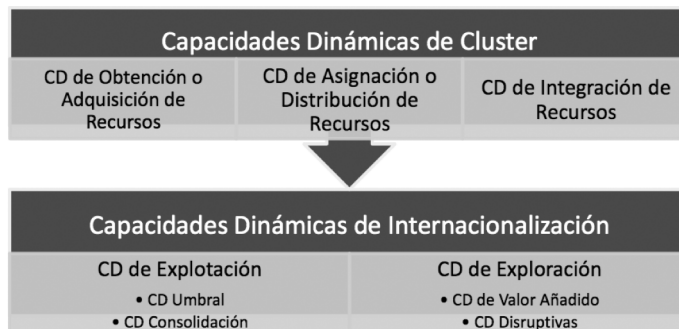 Capacidades Dinámicas de Cluster
CD de Obtención o
Adquisición de
Recursos
CD de Asignación o
Distribución de
Recursos
CD de Integración de
Recursos
Capacidades Dinámicas de Internacionalización
CD de Explotación
• CD Umbral
• CD Consolidación
CD de Exploración
• CD de Valor Añadido
• CD Disruptivas